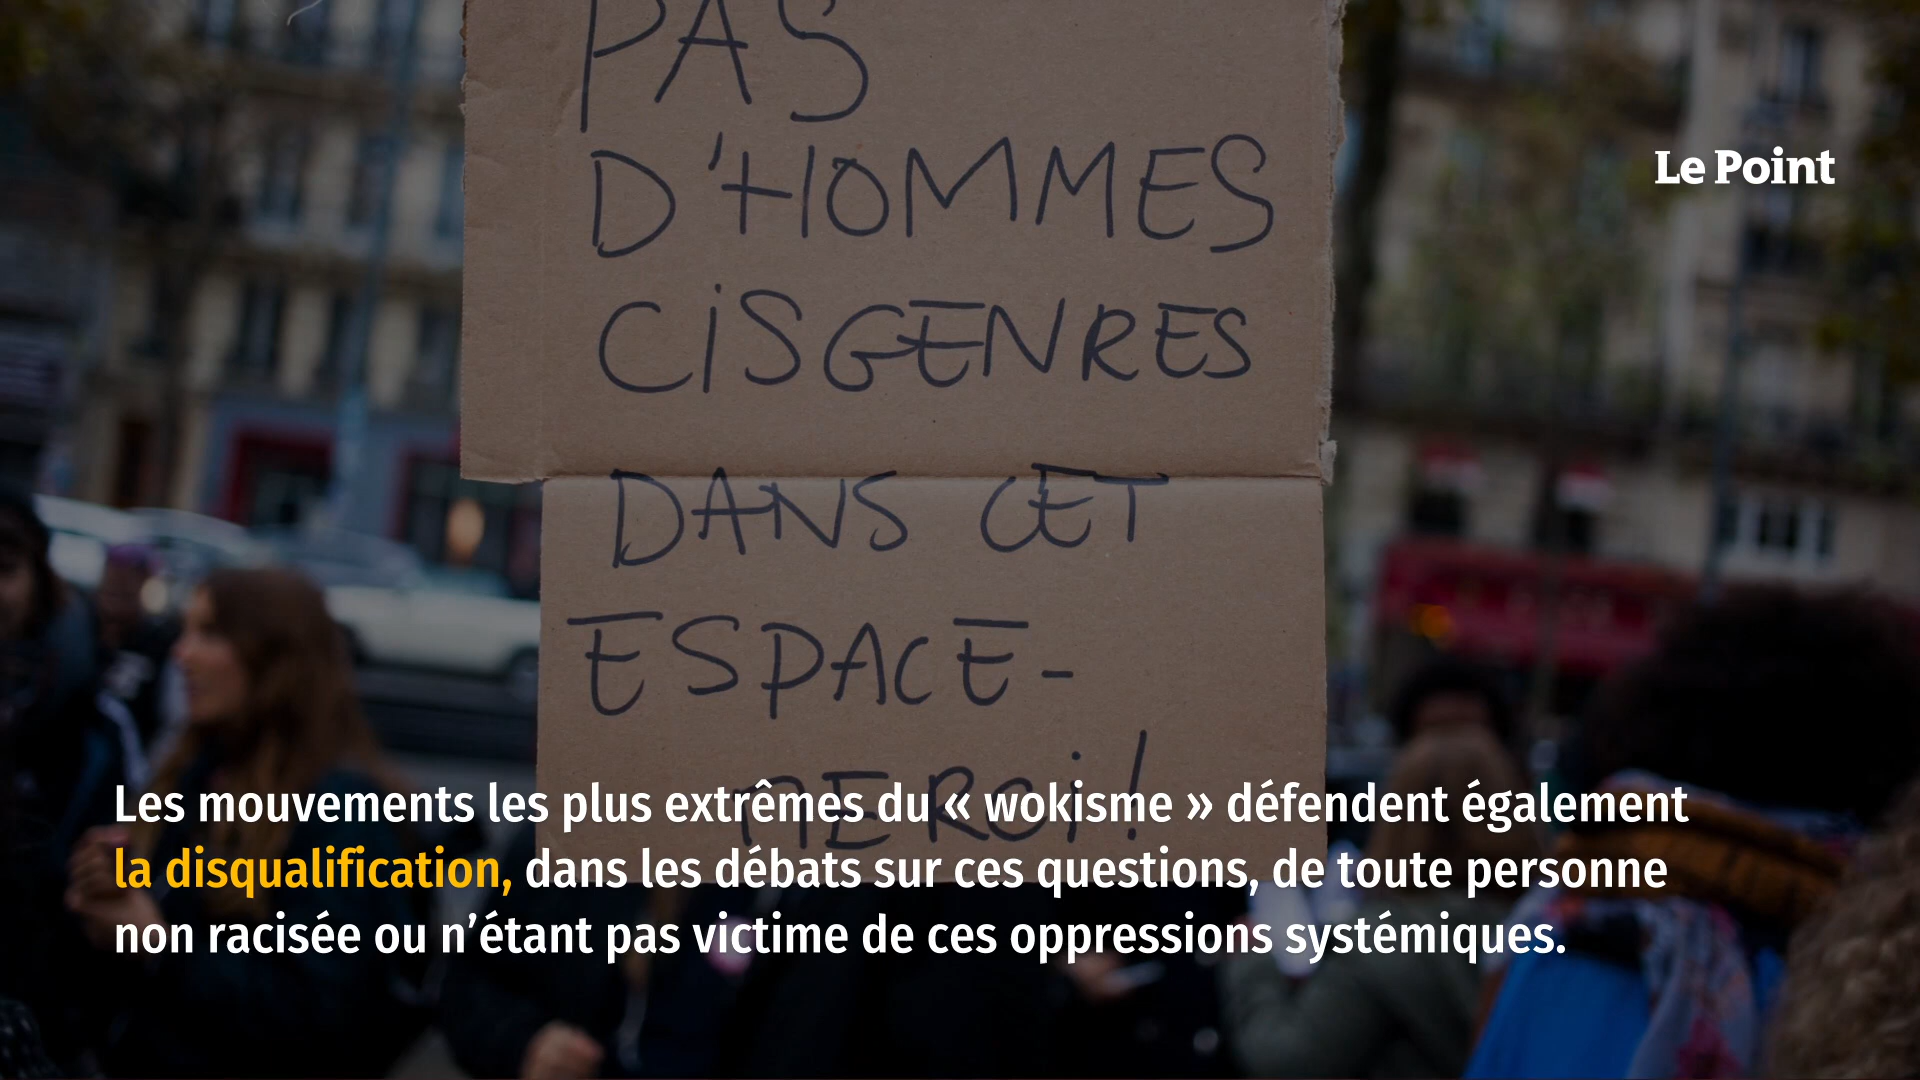 PAS
D'HOMMES
CISGENRES
Le Point
DANS CET
ESPACE-
MERCi!
Les mouvements les plus extrêmes du « wokisme » défendent également
la disqualification, dans les débats sur ces questions, de toute personne
non racisée ou n’étant pas victime de ces oppressions systémiques.